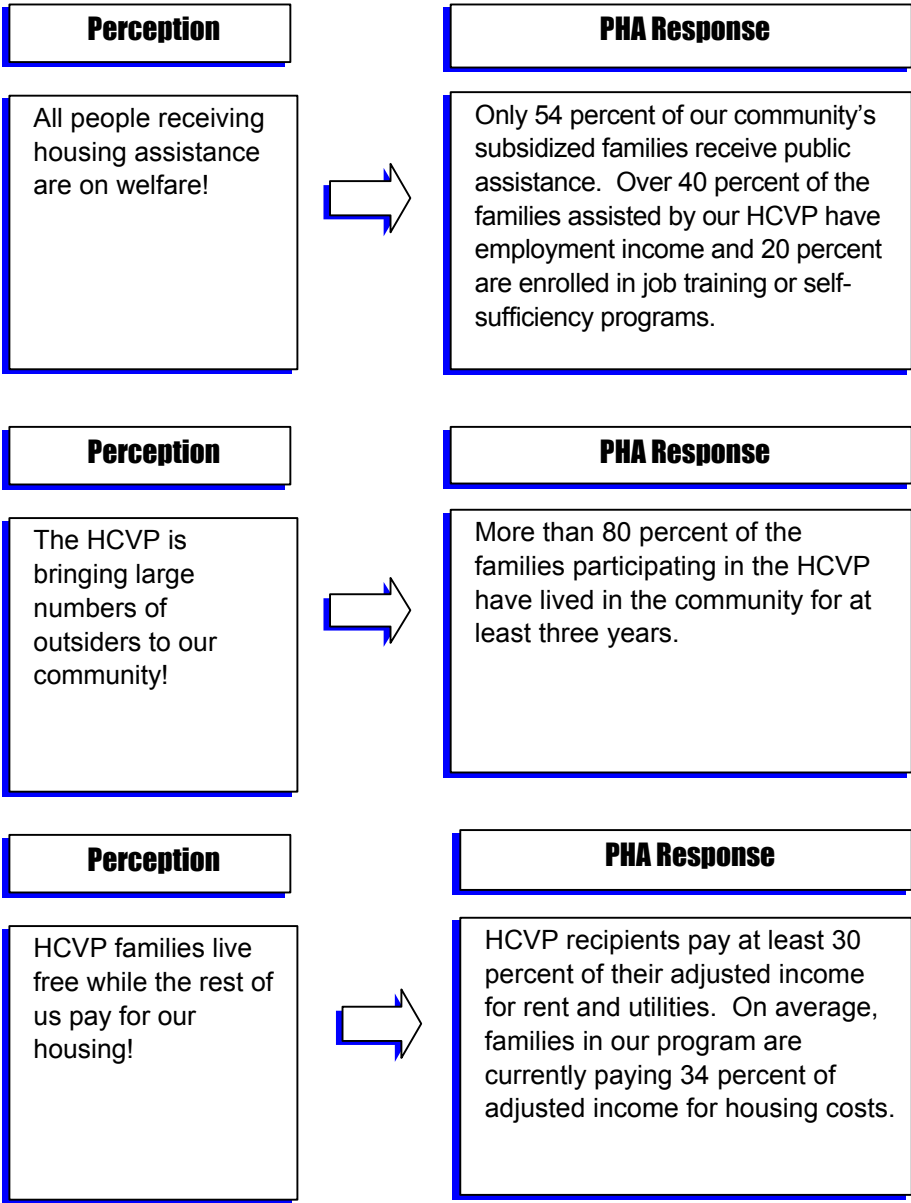 Perception
PHA Response
All people receiving
housing assistance
are on welfare!
Only 54 percent of our community’s
subsidized families receive public
assistance.  Over 40 percent of the
families assisted by our HCVP have
employment income and 20 percent
are enrolled in job training or self-
sufficiency programs.
Perception
PHA Response
The HCVP is
bringing large
numbers of
outsiders to our
community!
More than 80 percent of the
families participating in the HCVP
have lived in the community for at
least three years.
Perception
PHA Response
HCVP families live
free while the rest of
us pay for our
housing!
HCVP recipients pay at least 30
percent of their adjusted income
for rent and utilities.  On average,
families in our program are
currently paying 34 percent of
adjusted income for housing costs.